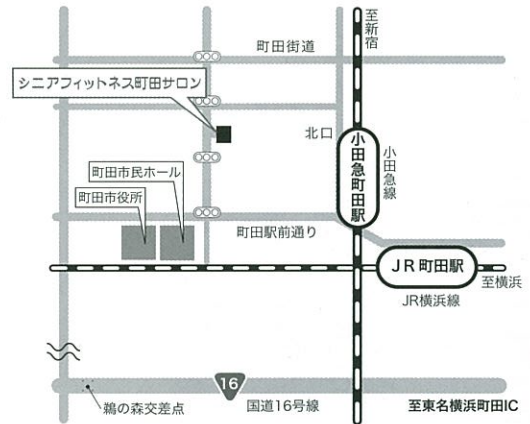 至新宿
町田街道
シニアフィットネス町田サロン
北口
小田急町田駅
小田急線
町田市民ホール
町田市役所
町田駅前通り
JR町田駅
至横浜
JR横浜線
16
鵜の森交差点
国道16号線
至東名横浜町田IC